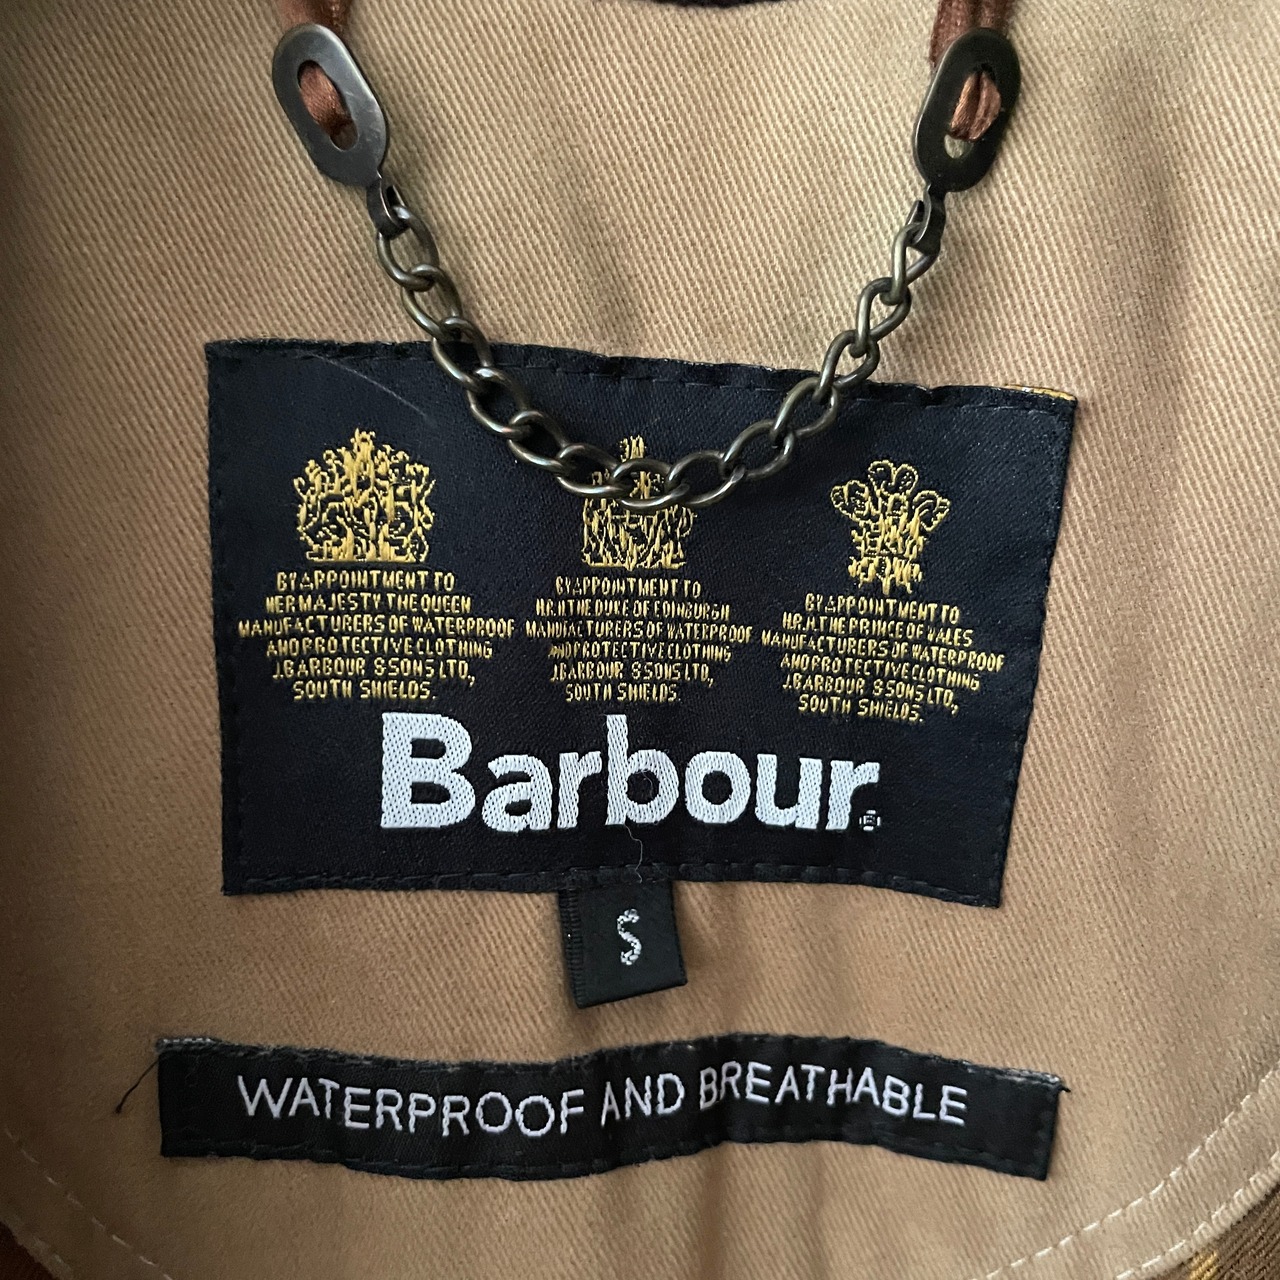 BY APPOINTMENT TO
HER MAJESTY THE QUEEN
MANUFACTURERS OF WATERPROOF
AND PROTECTIVE CLOTHING
J.BARBOUR & SONS LTD,
SOUTH SHIELDS.
BY APPOINTMENT TO
H.R.H. THE DUKE OF EDINBURGH
MANUFACTURERS OF WATERPROOF
AND PROTECTIVE CLOTHING
J.BARBOUR & SONS LTD,
SOUTH SHIELDS.
BY APPOINTMENT TO
H.R.H. THE PRINCE OF WALES
MANUFACTURERS OF WATERPROOF
AND PROTECTIVE CLOTHING
J.BARBOUR & SONS LTD,
SOUTH SHIELDS.
Barbour®
S
WATERPROOF AND BREATHABLE